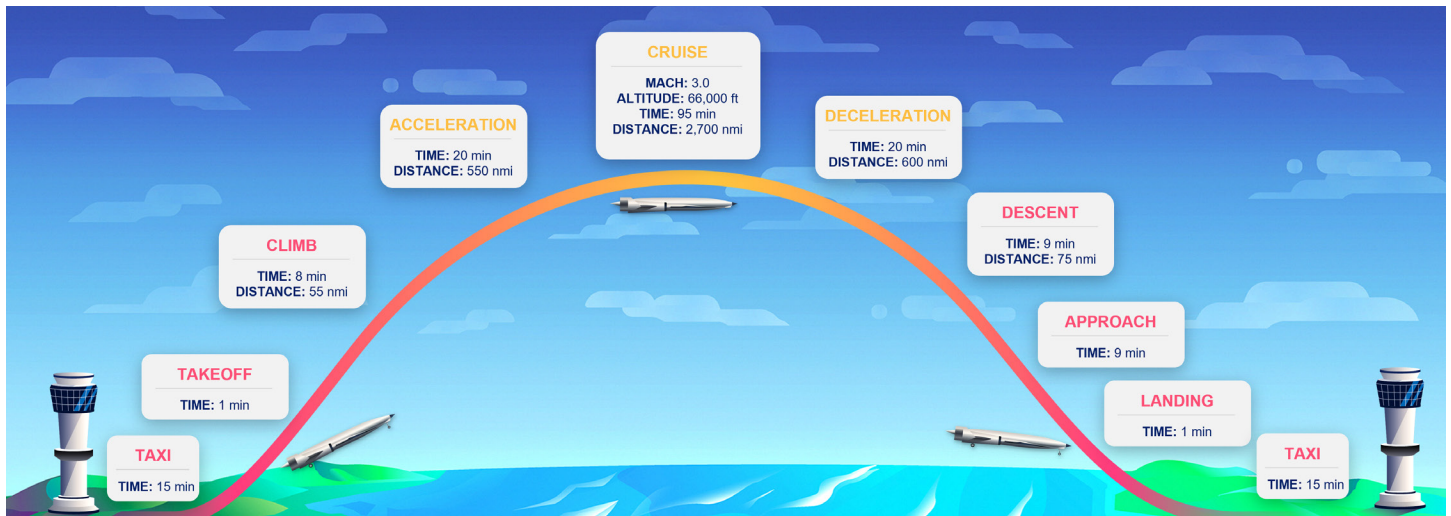 TAXI
TIME: 15 min
TAKEOFF
TIME: 1 min
CLIMB
TIME: 8 min
DISTANCE: 55 nmi
ACCELERATION
TIME: 20 min
DISTANCE: 550 nmi
CRUISE
MACH: 3.0
ALTITUDE: 66,000 ft
TIME: 95 min
DISTANCE: 2,700 nmi
DECELERATION
TIME: 20 min
DISTANCE: 600 nmi
DESCENT
TIME: 9 min
DISTANCE: 75 nmi
APPROACH
TIME: 9 min
LANDING
TIME: 1 min
TAXI
TIME: 15 min